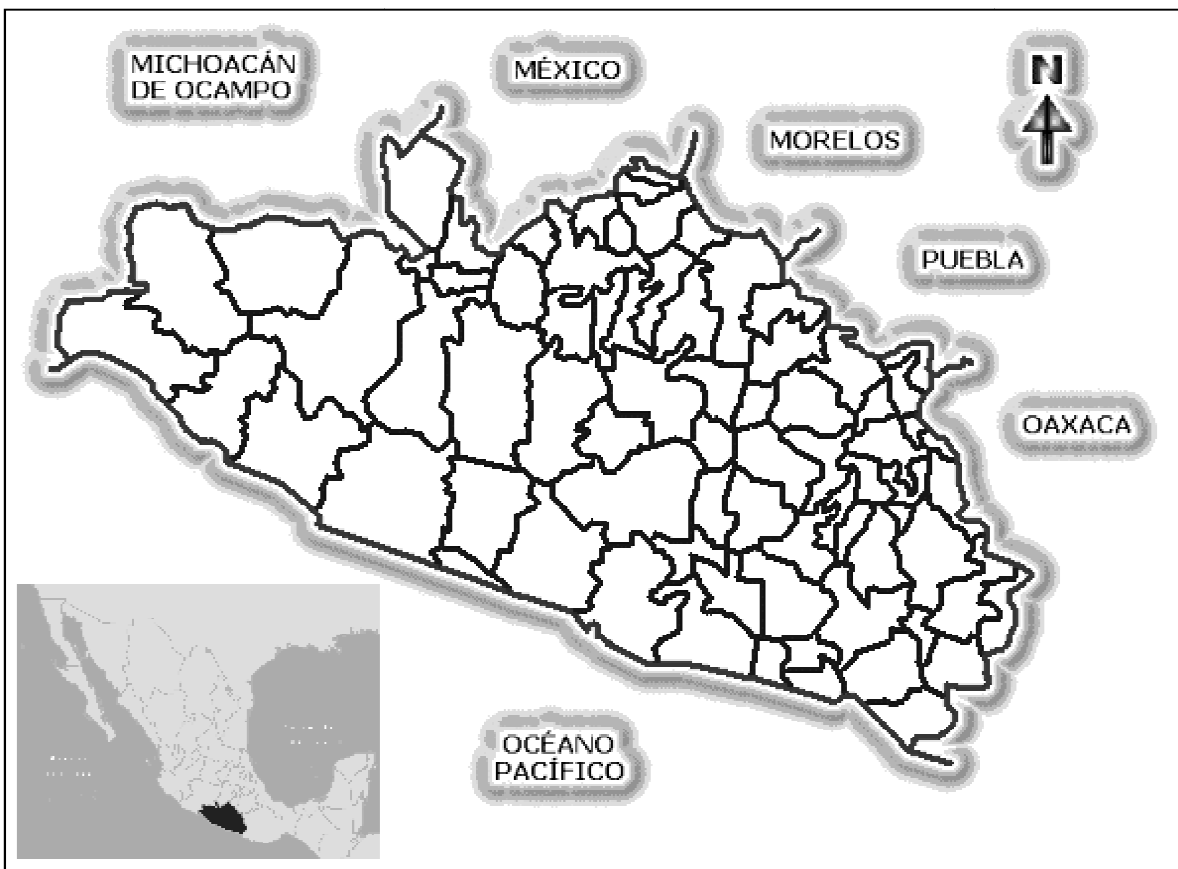 MICHOACÁN
DE OCAMPO
MÉXICO
MORELOS
N
PUEBLA
OAXACA
OCÉANO
PACÍFICO